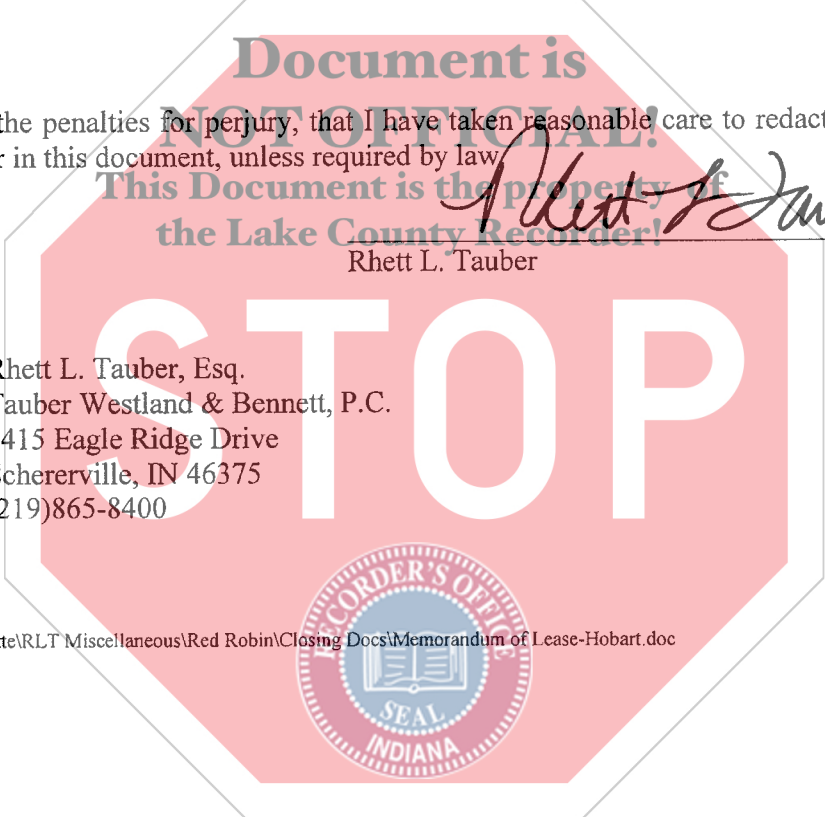 Document is
NOT OFFICIAL!
the penalties for perjury, that I have taken reasonable care to redact
r in this document, unless required by law.
This Document is the property of
the Lake County Recorder!
Rhett L Tau
Rhett L. Tauber
STOP
Rhett L. Tauber, Esq.
Tauber Westland & Bennett, P.C.
415 Eagle Ridge Drive
Schererville, IN 46375
219)865-8400
te\RLT Miscellaneous\Red Robin\Closing Docs\Memorandum of Lease-Hobart.doc
RECORDER'S OFFICE
SEAL
INDIANA